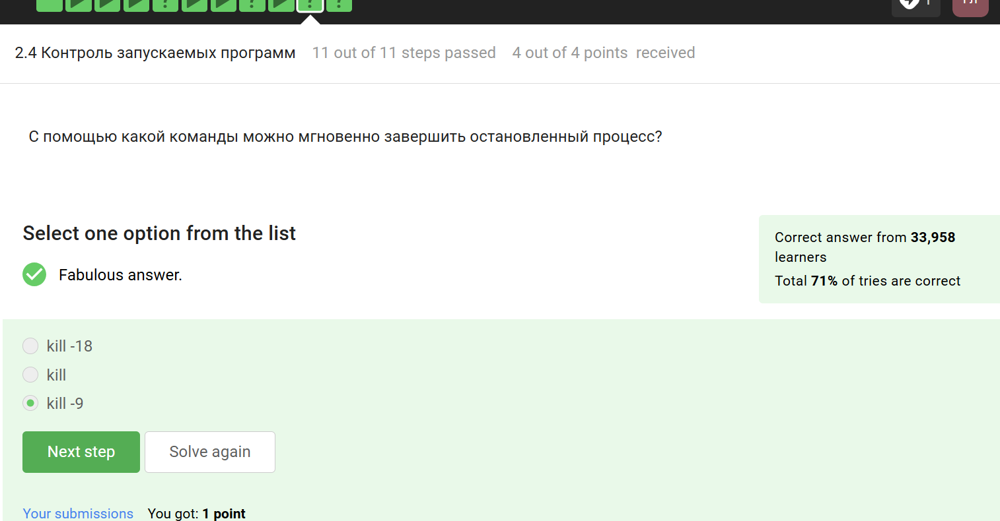 2.4 Контроль запускаемых программ 11 out of 11 steps passed 4 out of 4 points received
С помощью какой команды можно мгновенно завершить остановленный процесс?
Select one option from the list
Fabulous answer.
Correct answer from 33,958
learners
Total 71% of tries are correct
kill -18
kill
kill -9
Next step Solve again
Your submissions You got: 1 point